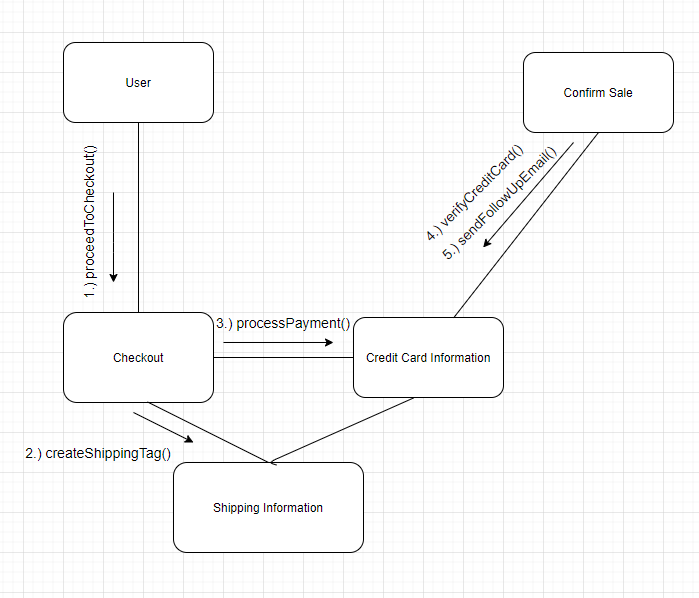 User
Confirm Sale
1.) proceedToCheckout()
4.) verifyCreditCard()
5.) sendFollowUpEmail()
3.) processPayment()
Checkout
Credit Card Information
2.) createShippingTag()
Shipping Information